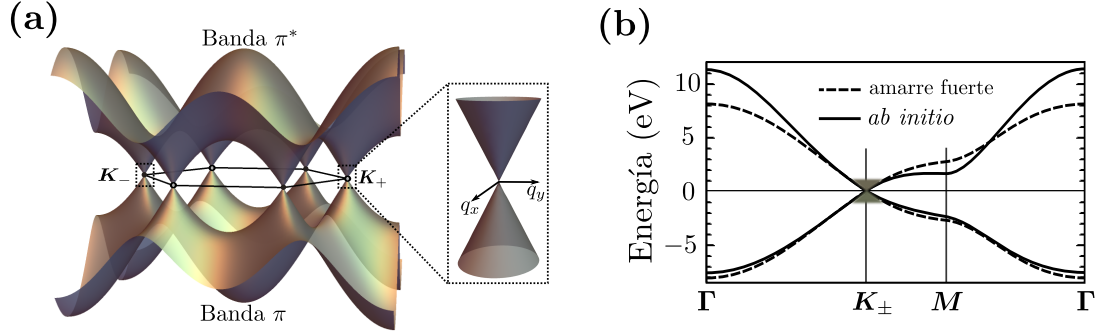 (a)
Banda π*
K₋
K₊
q_x
q_y
Banda π
(b)
Energía (eV)
10
5
0
−5
amarre fuerte
ab initio
Γ
K±
M
Γ